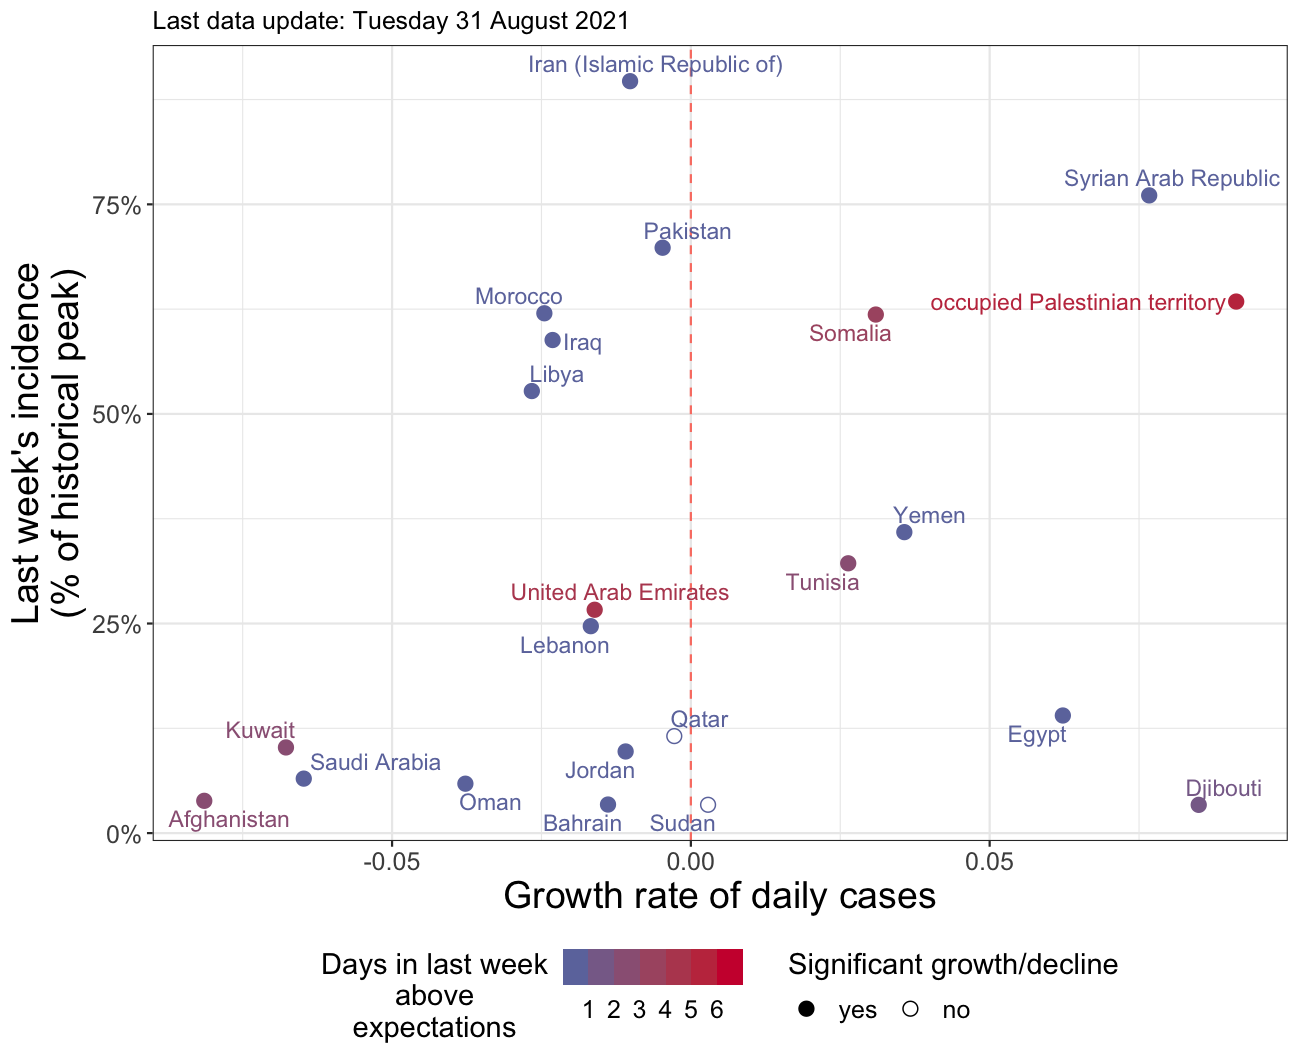 Last data update: Tuesday 31 August 2021
Last week's incidence
(% of historical peak)
75%
50%
25%
0%
Iran (Islamic Republic of)
Syrian Arab Republic
Pakistan
Morocco
occupied Palestinian territory
Somalia
Iraq
Libya
Yemen
Tunisia
United Arab Emirates
Lebanon
Qatar
Kuwait
Egypt
Saudi Arabia
Jordan
Djibouti
Oman
Afghanistan
Bahrain
Sudan
-0.05
0.00
0.05
Growth rate of daily cases
Days in last week
above
expectations
1 2 3 4 5 6
Significant growth/decline
yes
no